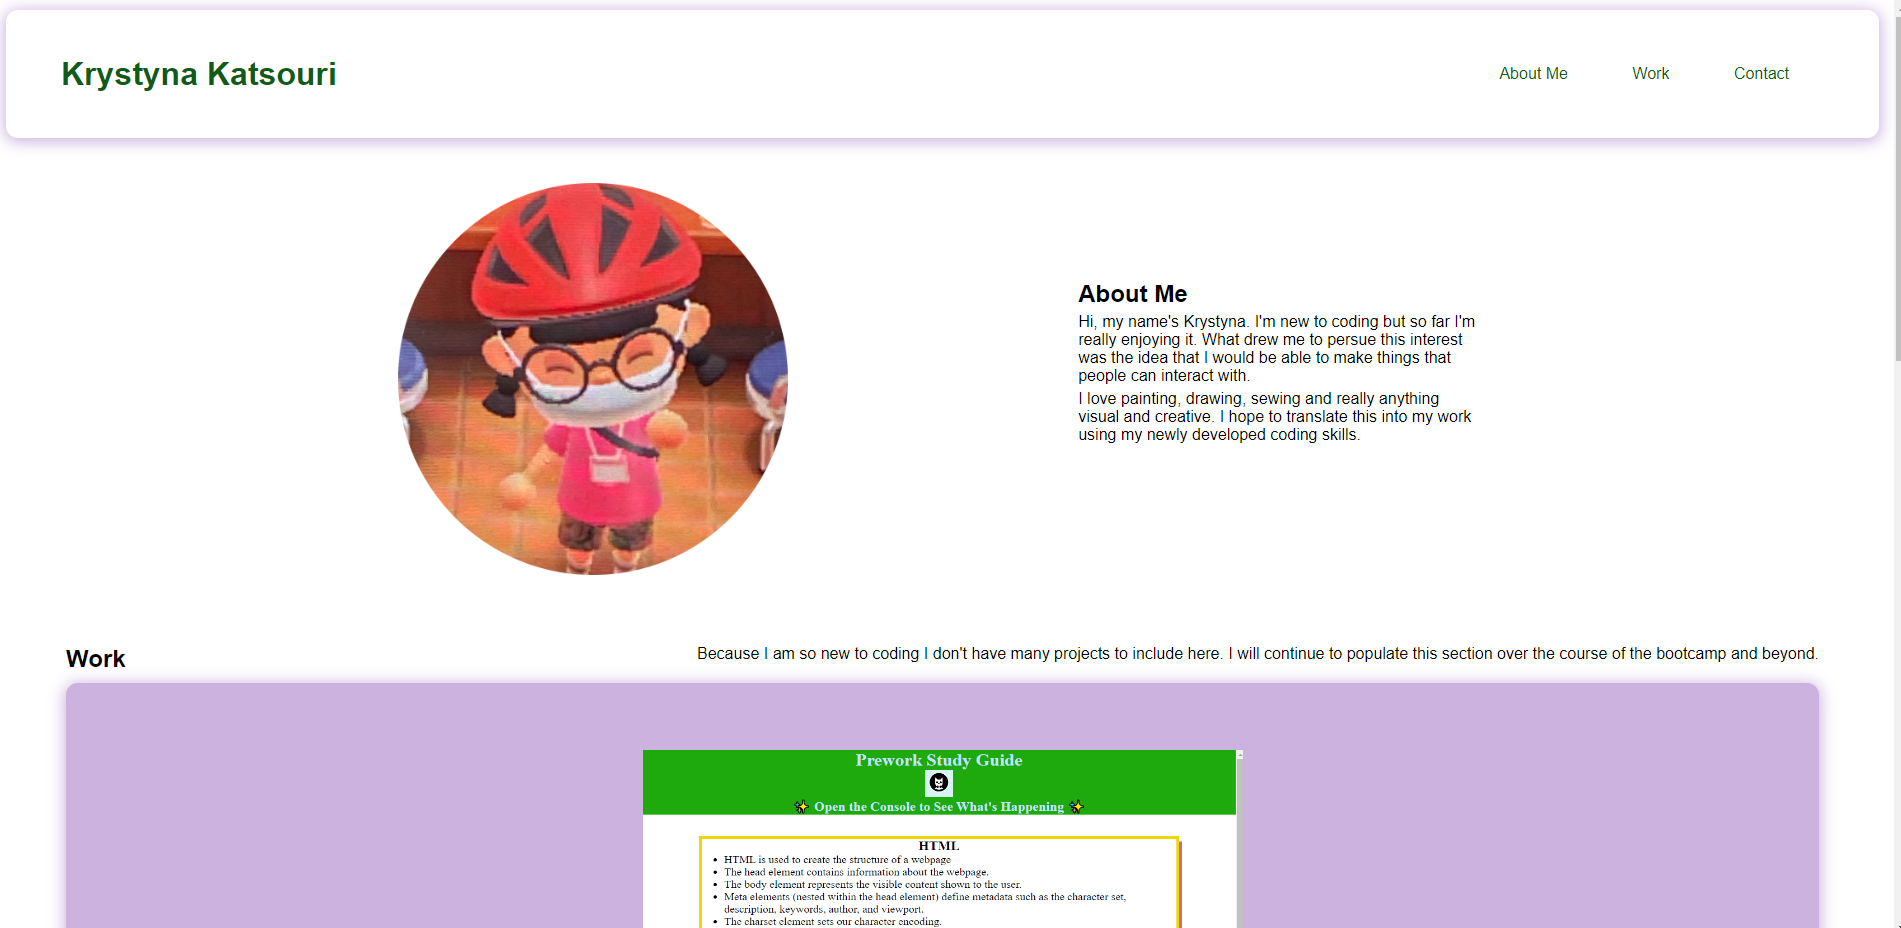 Krystyna Katsouri
About Me
Work
Contact
About Me
Hi, my name's Krystyna. I'm new to coding but so far I'm
really enjoying it. What drew me to persue this interest
was the idea that I would be able to make things that
people can interact with.
I love painting, drawing, sewing and really anything
visual and creative. I hope to translate this into my work
using my newly developed coding skills.
Work
Because I am so new to coding I don't have many projects to include here. I will continue to populate this section over the course of the bootcamp and beyond.
Prework Study Guide
✨ Open the Console to See What's Happening ✨
HTML
• HTML is used to create the structure of a webpage
• The head element contains information about the webpage.
• The body element represents the visible content shown to the user.
• Meta elements (nested within the head element) define metadata such as the character set,
description, keywords, author, and viewport.
• The charset element sets our character encoding.